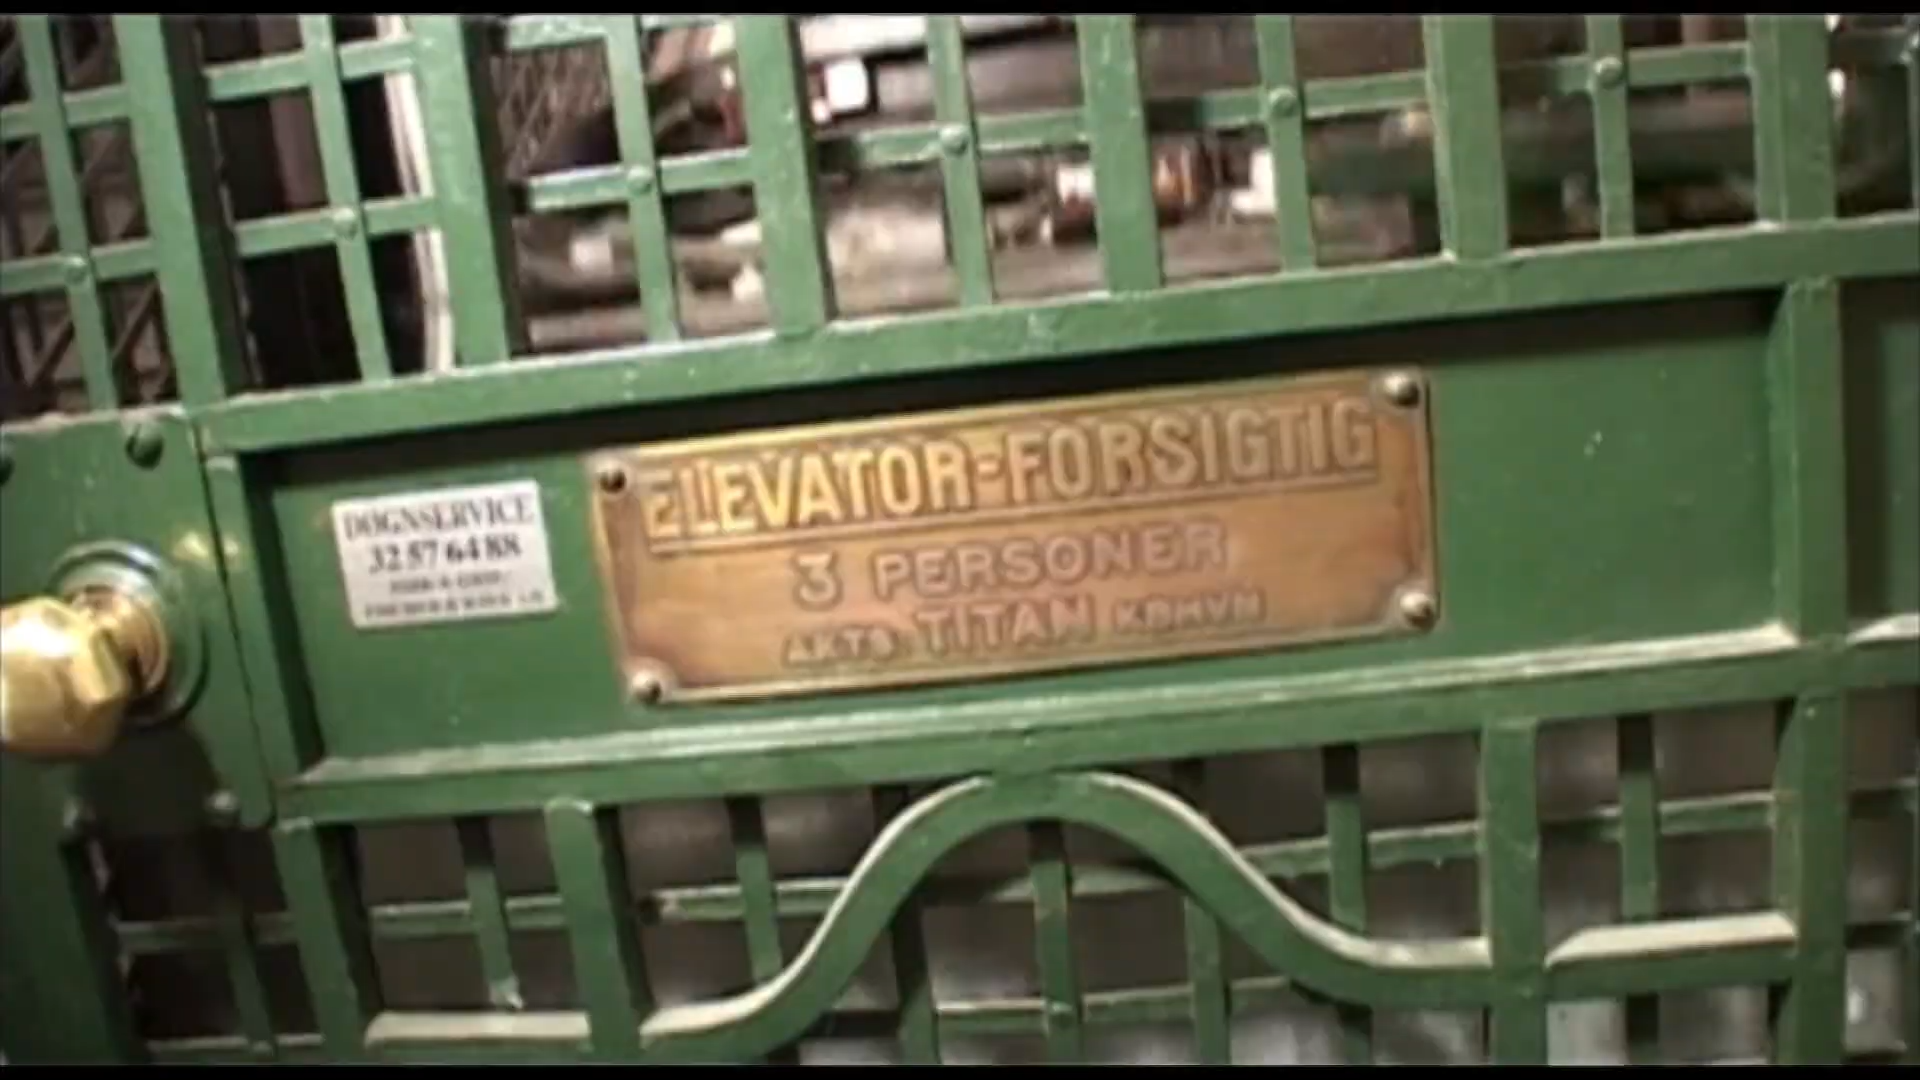 DØGNSERVICE
32 57 64 88
ELEVATOR=FORSIGTIG
3 PERSONER
AKTS. TITAN KBHVN